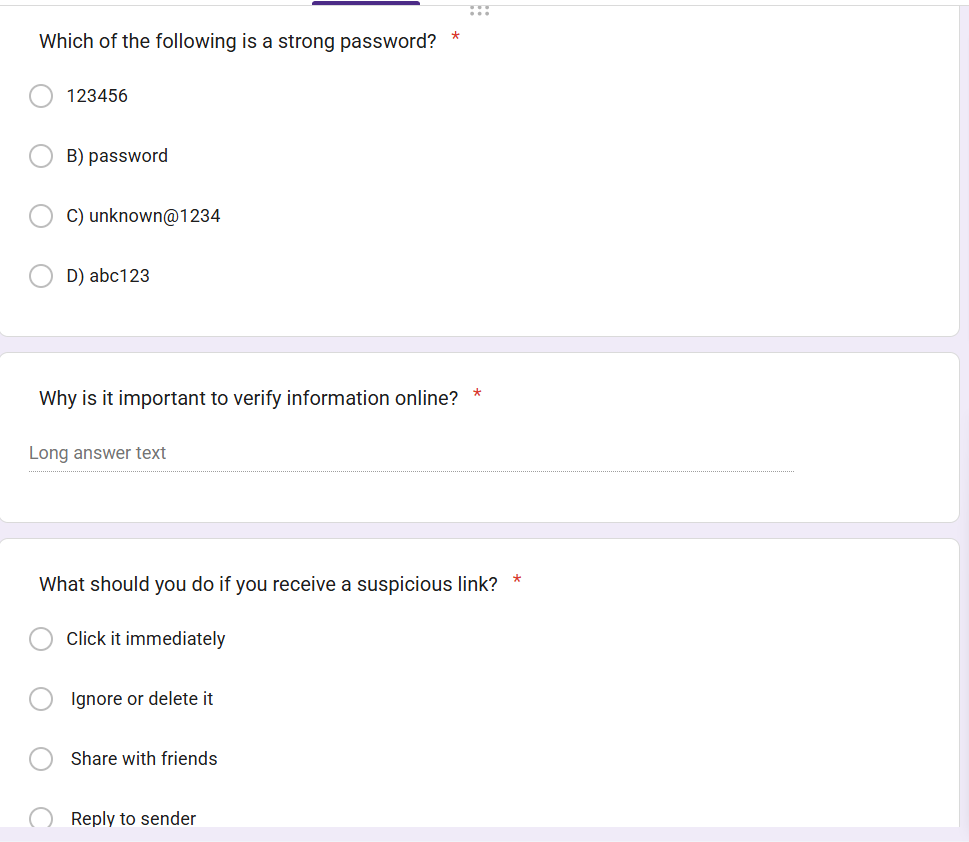 Which of the following is a strong password? *
123456
B) password
C) unknown@1234
D) abc123
Why is it important to verify information online? *
Long answer text
What should you do if you receive a suspicious link? *
Click it immediately
Ignore or delete it
Share with friends
Reply to sender